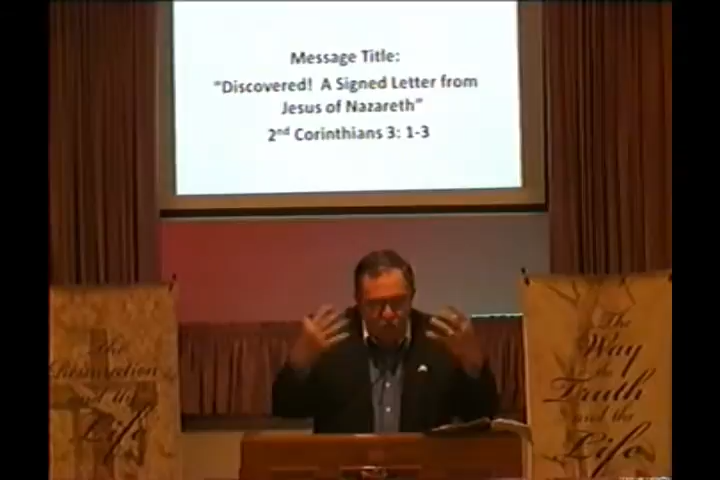 Message Title:
"Discovered! A Signed Letter from
Jesus of Nazareth"
2nd Corinthians 3: 1-3
The
Resurrection
and the
Life
The
Way
the
Truth
and the
Life